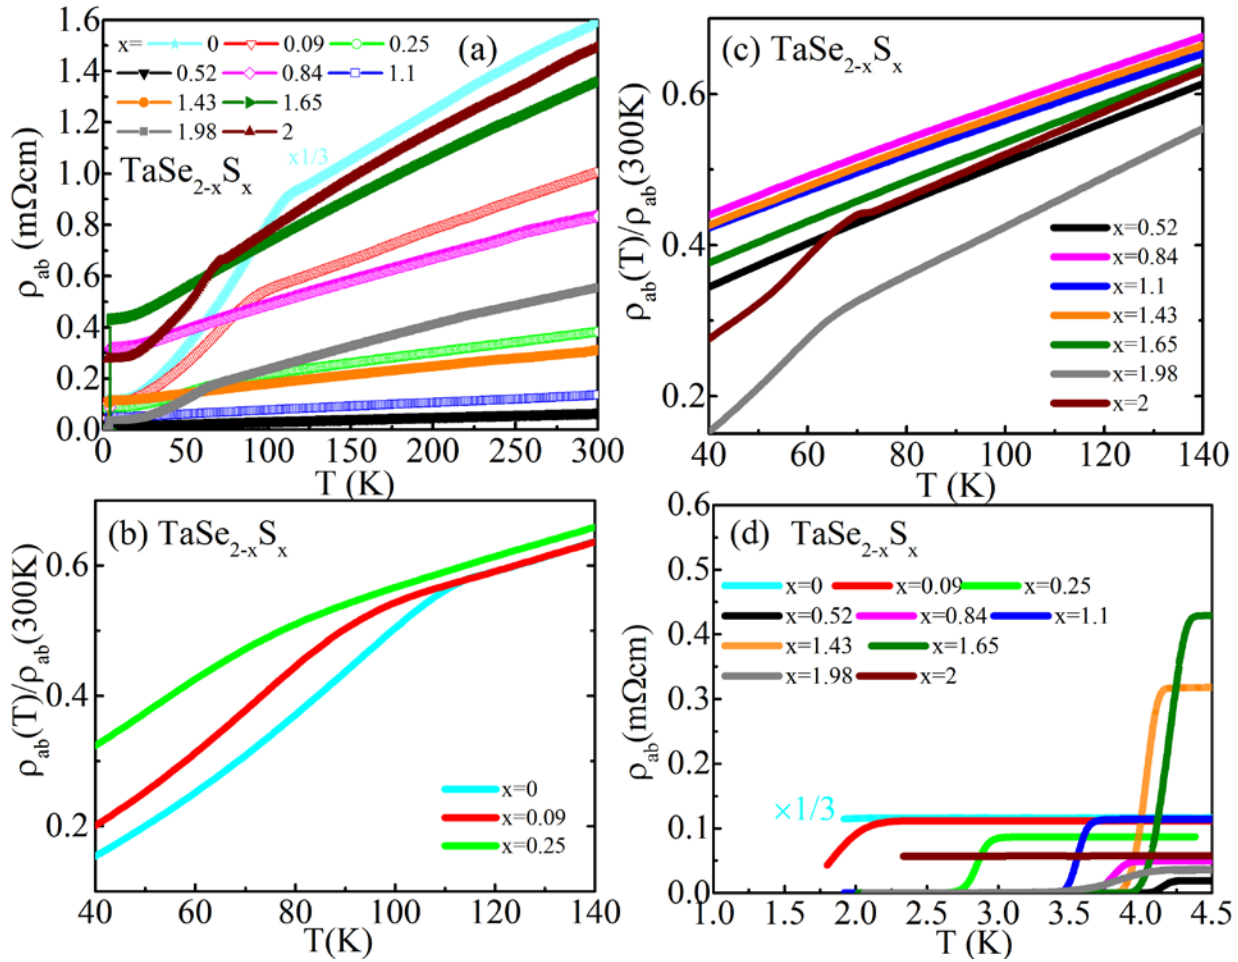 1.6
1.4
1.2
1.0
0.8
0.6
0.4
0.2
0.0
ρab (mΩcm)
x= 0 0.09 0.25
0.52 0.84 1.1
1.43 1.65
1.98 2
(a)
TaSe2-xSx
x1/3
0 50 100 150 200 250 300
T (K)
(c) TaSe2-xSx
0.6
0.4
0.2
ρab(T)/ρab(300K)
x=0.52
x=0.84
x=1.1
x=1.43
x=1.65
x=1.98
x=2
40 60 80 100 120 140
T (K)
(b) TaSe2-xSx
0.6
0.4
0.2
ρab(T)/ρab(300K)
x=0
x=0.09
x=0.25
40 60 80 100 120 140
T(K)
(d) TaSe2-xSx
0.6
0.5
0.4
0.3
0.2
0.1
0.0
ρab(mΩcm)
x=0 x=0.09 x=0.25
x=0.52 x=0.84 x=1.1
x=1.43 x=1.65
x=1.98 x=2
×1/3
1.0 1.5 2.0 2.5 3.0 3.5 4.0 4.5
T (K)